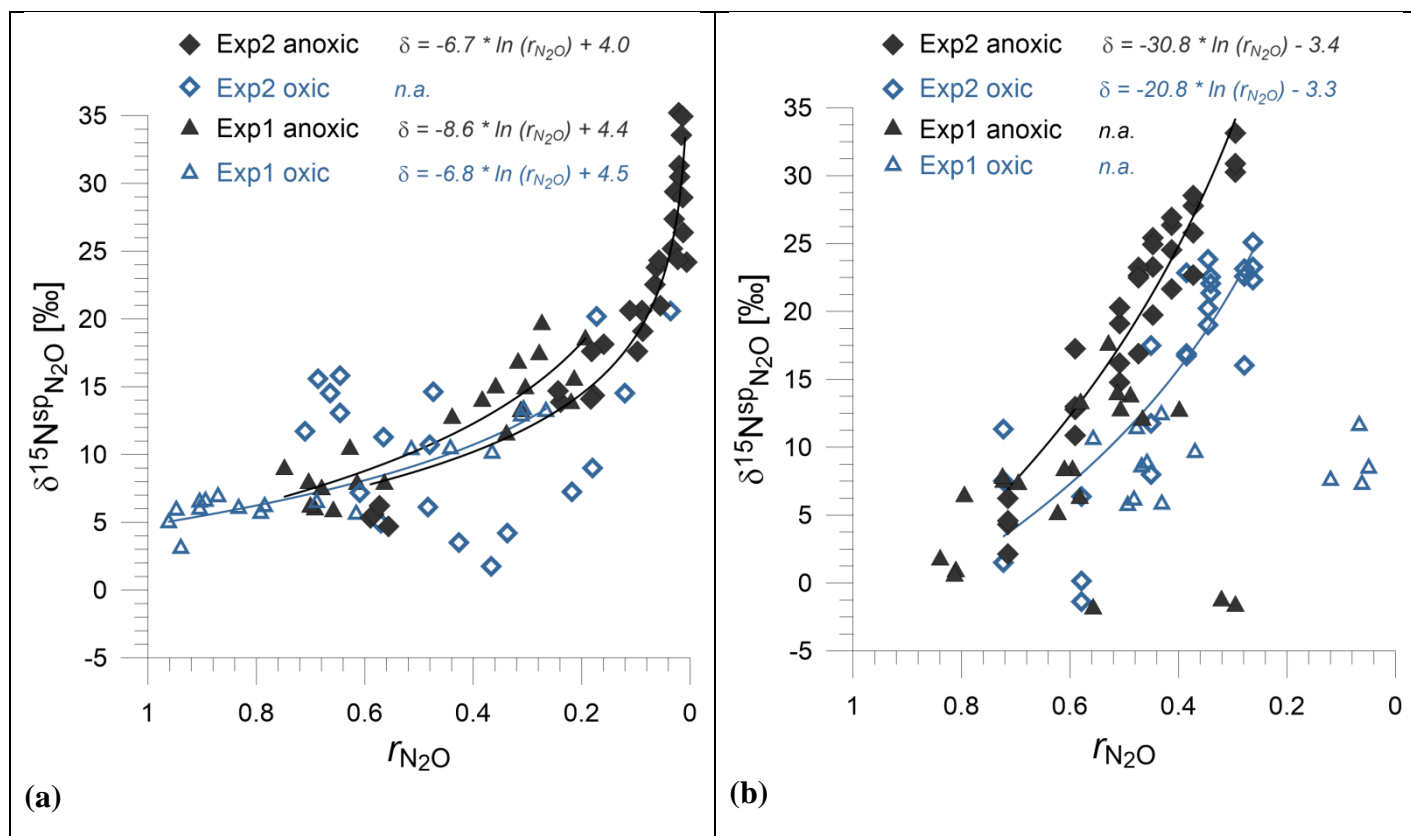 Exp2 anoxic δ = -6.7 * ln (rN₂O) + 4.0
Exp2 oxic n.a.
Exp1 anoxic δ = -8.6 * ln (rN₂O) + 4.4
Exp1 oxic δ = -6.8 * ln (rN₂O) + 4.5
35
30
25
20
15
10
5
0
-5
δ¹⁵NˢᵖN₂O [‰]
1 0.8 0.6 0.4 0.2 0
rN₂O
(a)
Exp2 anoxic δ = -30.8 * ln (rN₂O) - 3.4
Exp2 oxic δ = -20.8 * ln (rN₂O) - 3.3
Exp1 anoxic n.a.
Exp1 oxic n.a.
35
30
25
20
15
10
5
0
-5
δ¹⁵NˢᵖN₂O [‰]
1 0.8 0.6 0.4 0.2 0
rN₂O
(b)